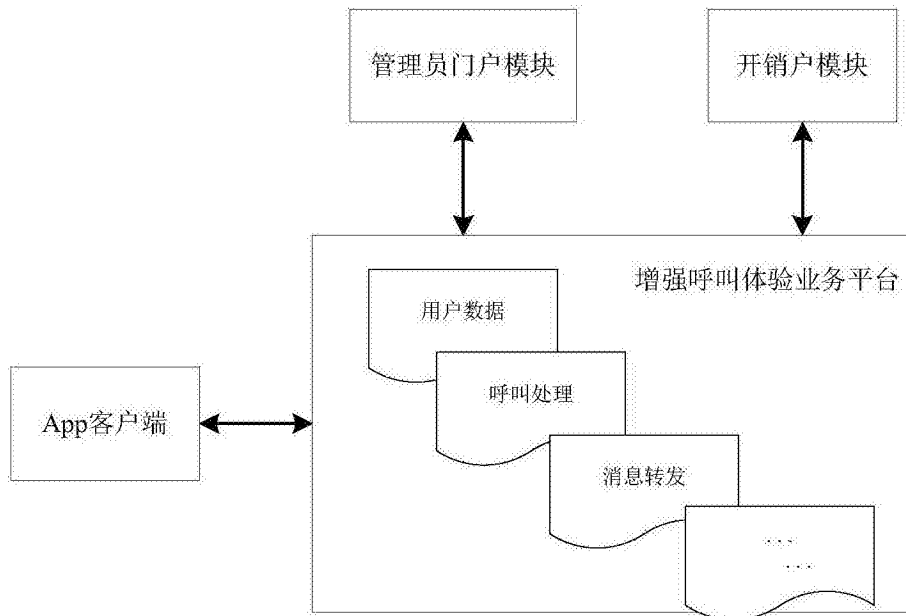 管理员门户模块
开销户模块
增强呼叫体验业务平台
用户数据
呼叫处理
App客户端
消息转发
...
...